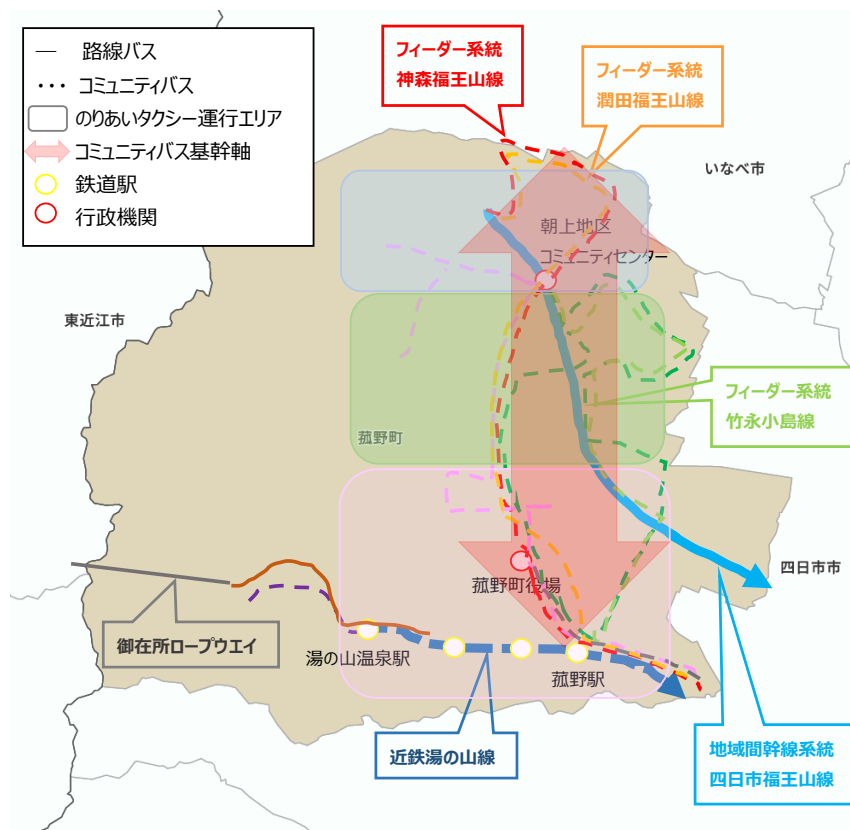 路線バス
コミュニティバス
のりあいタクシー運行エリア
コミュニティバス基幹軸
鉄道駅
行政機関
フィーダー系統
神森福王山線
フィーダー系統
潤田福王山線
いなべ市
朝上地区
コミュニティセンター
東近江市
フィーダー系統
竹永小島線
菰野町
菰野町役場
四日市市
御在所ロープウエイ
湯の山温泉駅
菰野駅
近鉄湯の山線
地域間幹線系統
四日市福王山線